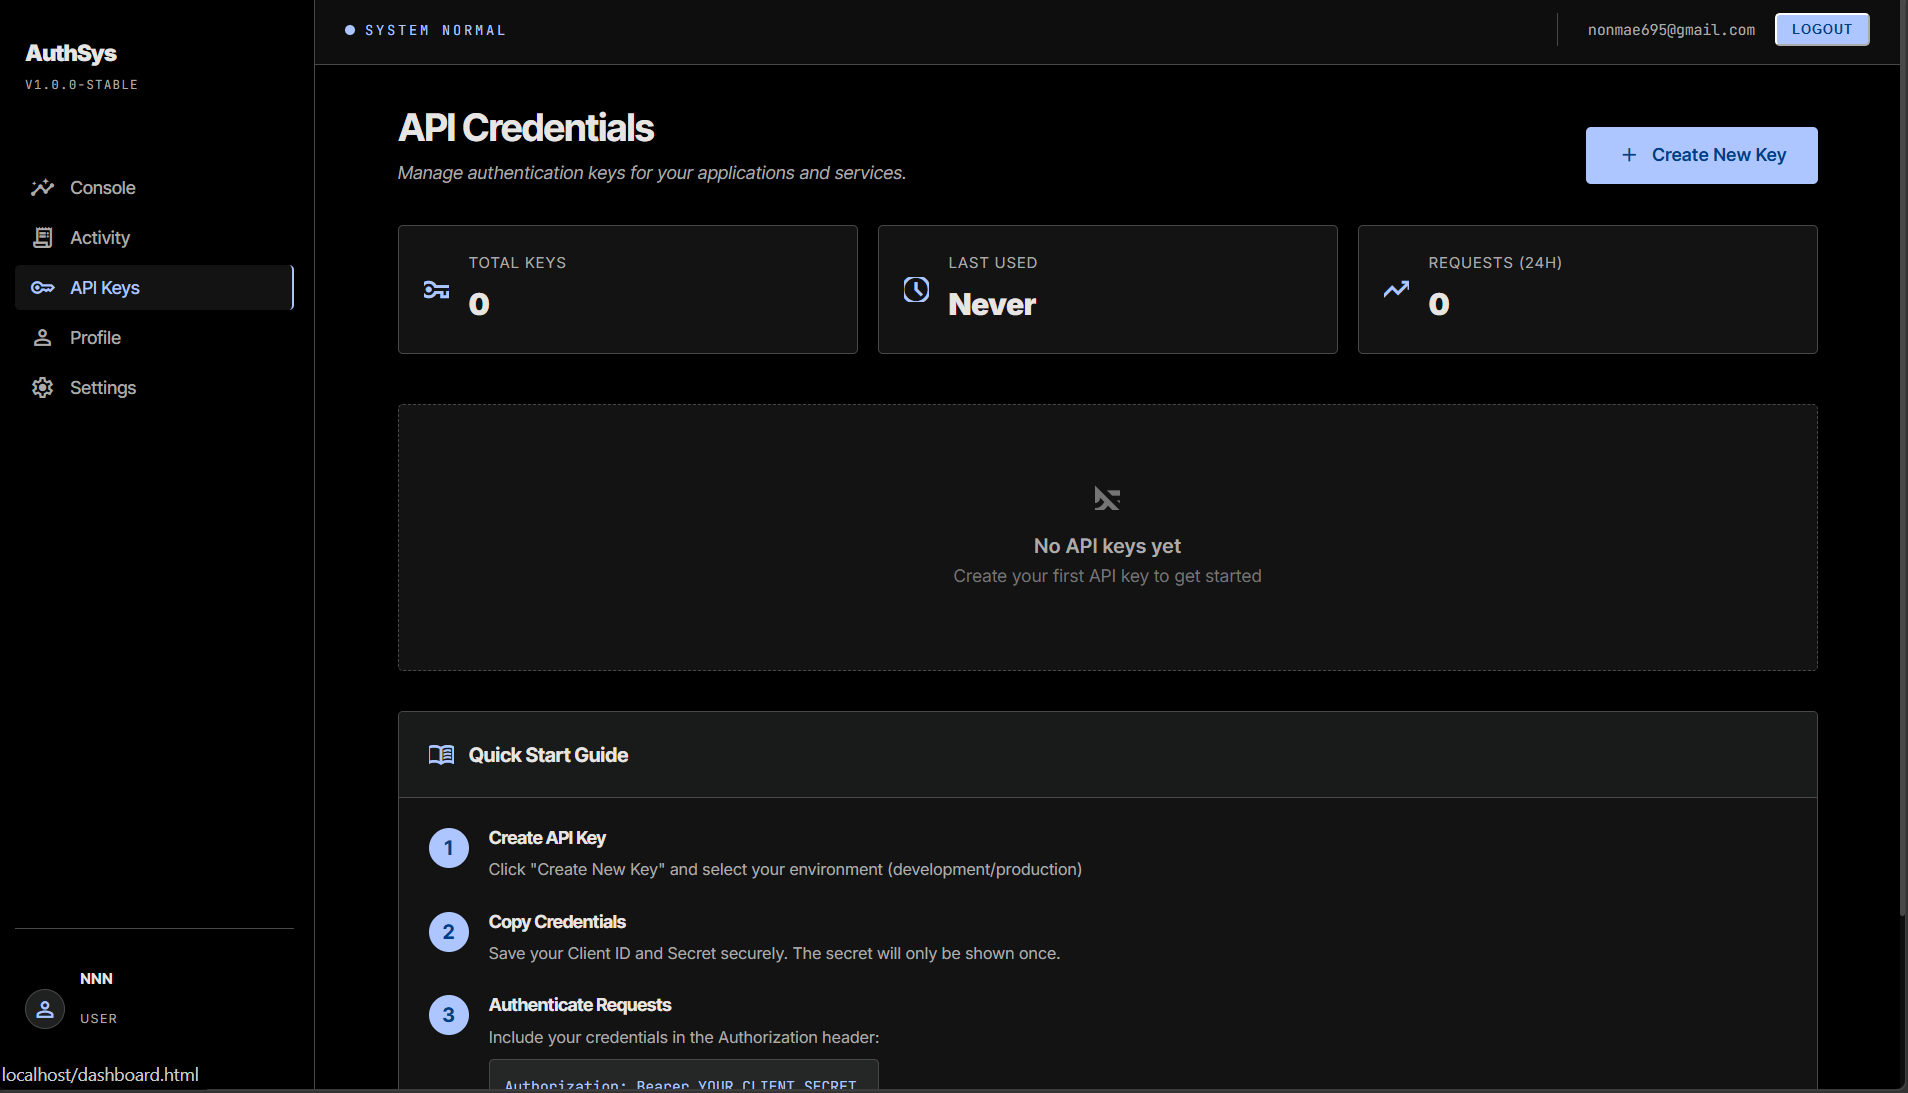 AuthSys
V1.0.0-STABLE
Console
Activity
API Keys
Profile
Settings
NNN
USER
localhost/dashboard.html
SYSTEM NORMAL
nonmae695@gmail.com
LOGOUT
API Credentials
Manage authentication keys for your applications and services.
Create New Key
TOTAL KEYS
0
LAST USED
Never
REQUESTS (24H)
0
No API keys yet
Create your first API key to get started
Quick Start Guide
1
Create API Key
Click "Create New Key" and select your environment (development/production)
2
Copy Credentials
Save your Client ID and Secret securely. The secret will only be shown once.
3
Authenticate Requests
Include your credentials in the Authorization header:
Authorization: Bearer YOUR_CLIENT_SECRET